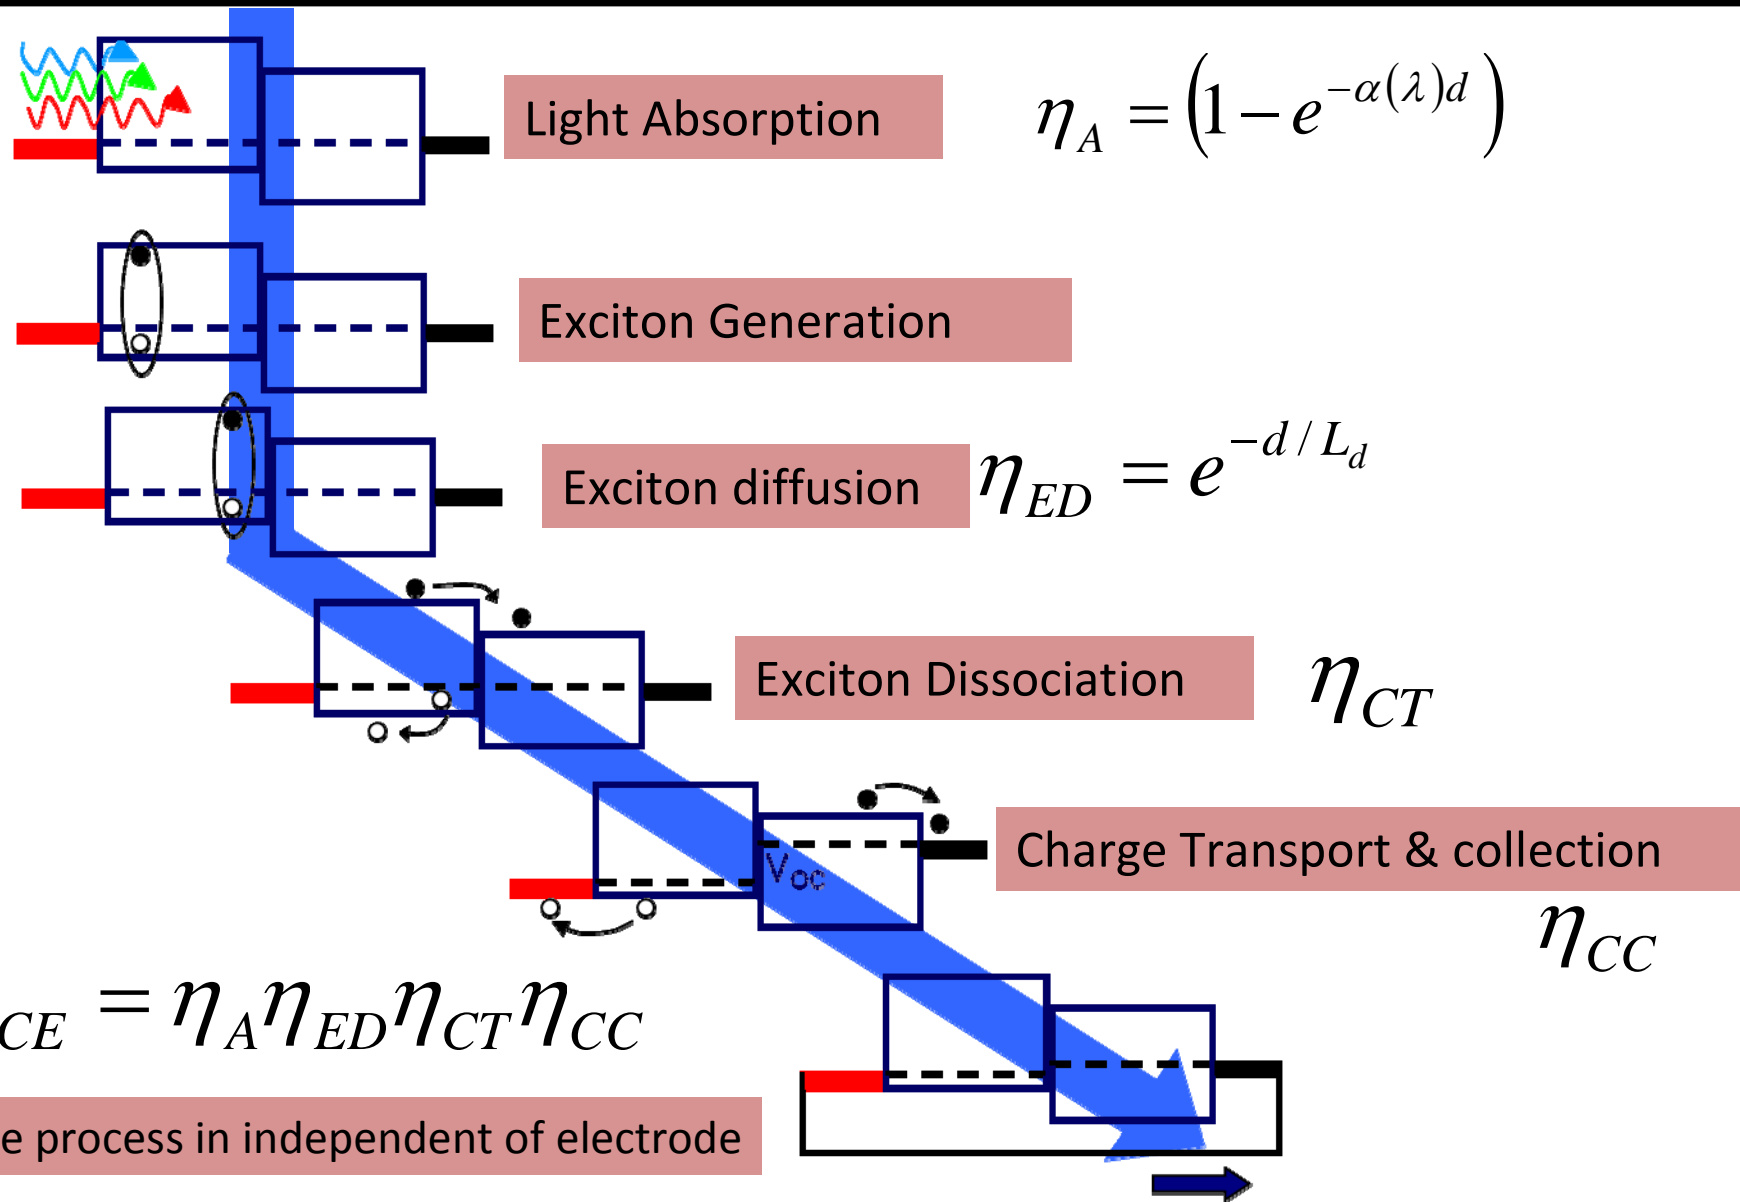 Light Absorption
η_A = (1 − e^{−α(λ)d})
Exciton Generation
Exciton diffusion
η_ED = e^{−d / L_d}
Exciton Dissociation
η_CT
Charge Transport & collection
V_oc
η_CC
CE = η_A η_ED η_CT η_CC
e process in independent of electrode